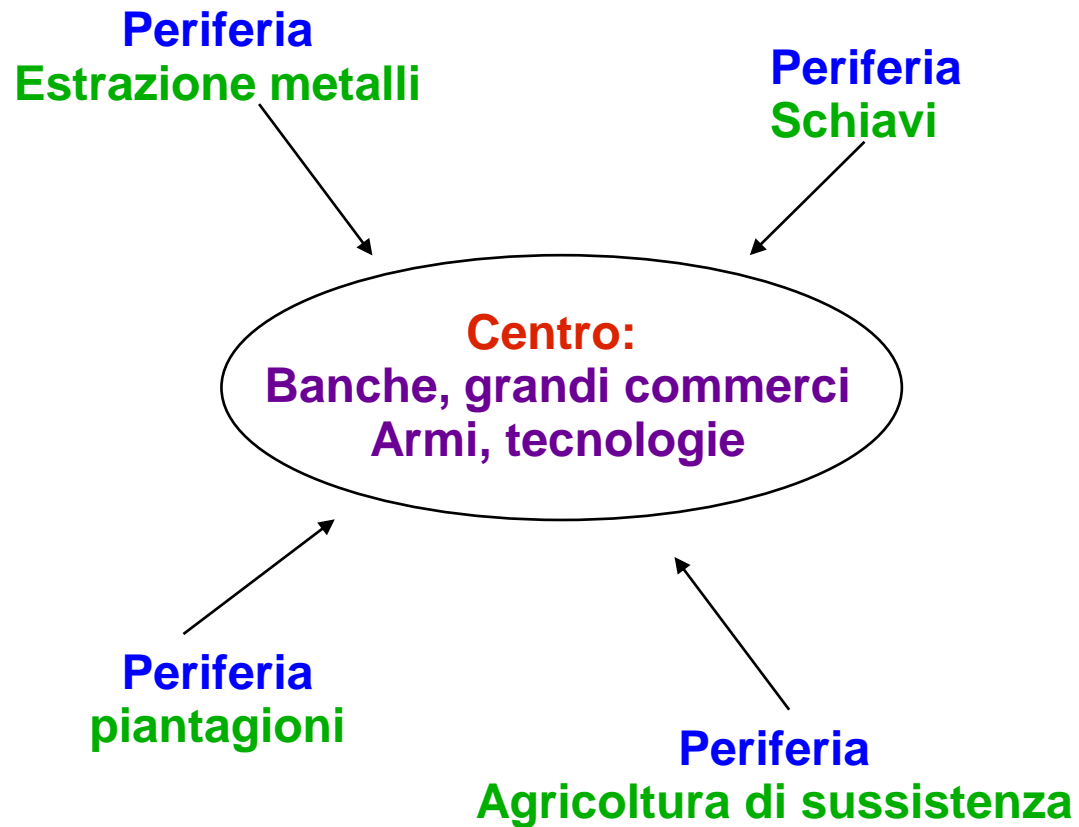 Periferia
Estrazione metalli
Periferia
Schiavi
Centro:
Banche, grandi commerci
Armi, tecnologie
Periferia
piantagioni
Periferia
Agricoltura di sussistenza